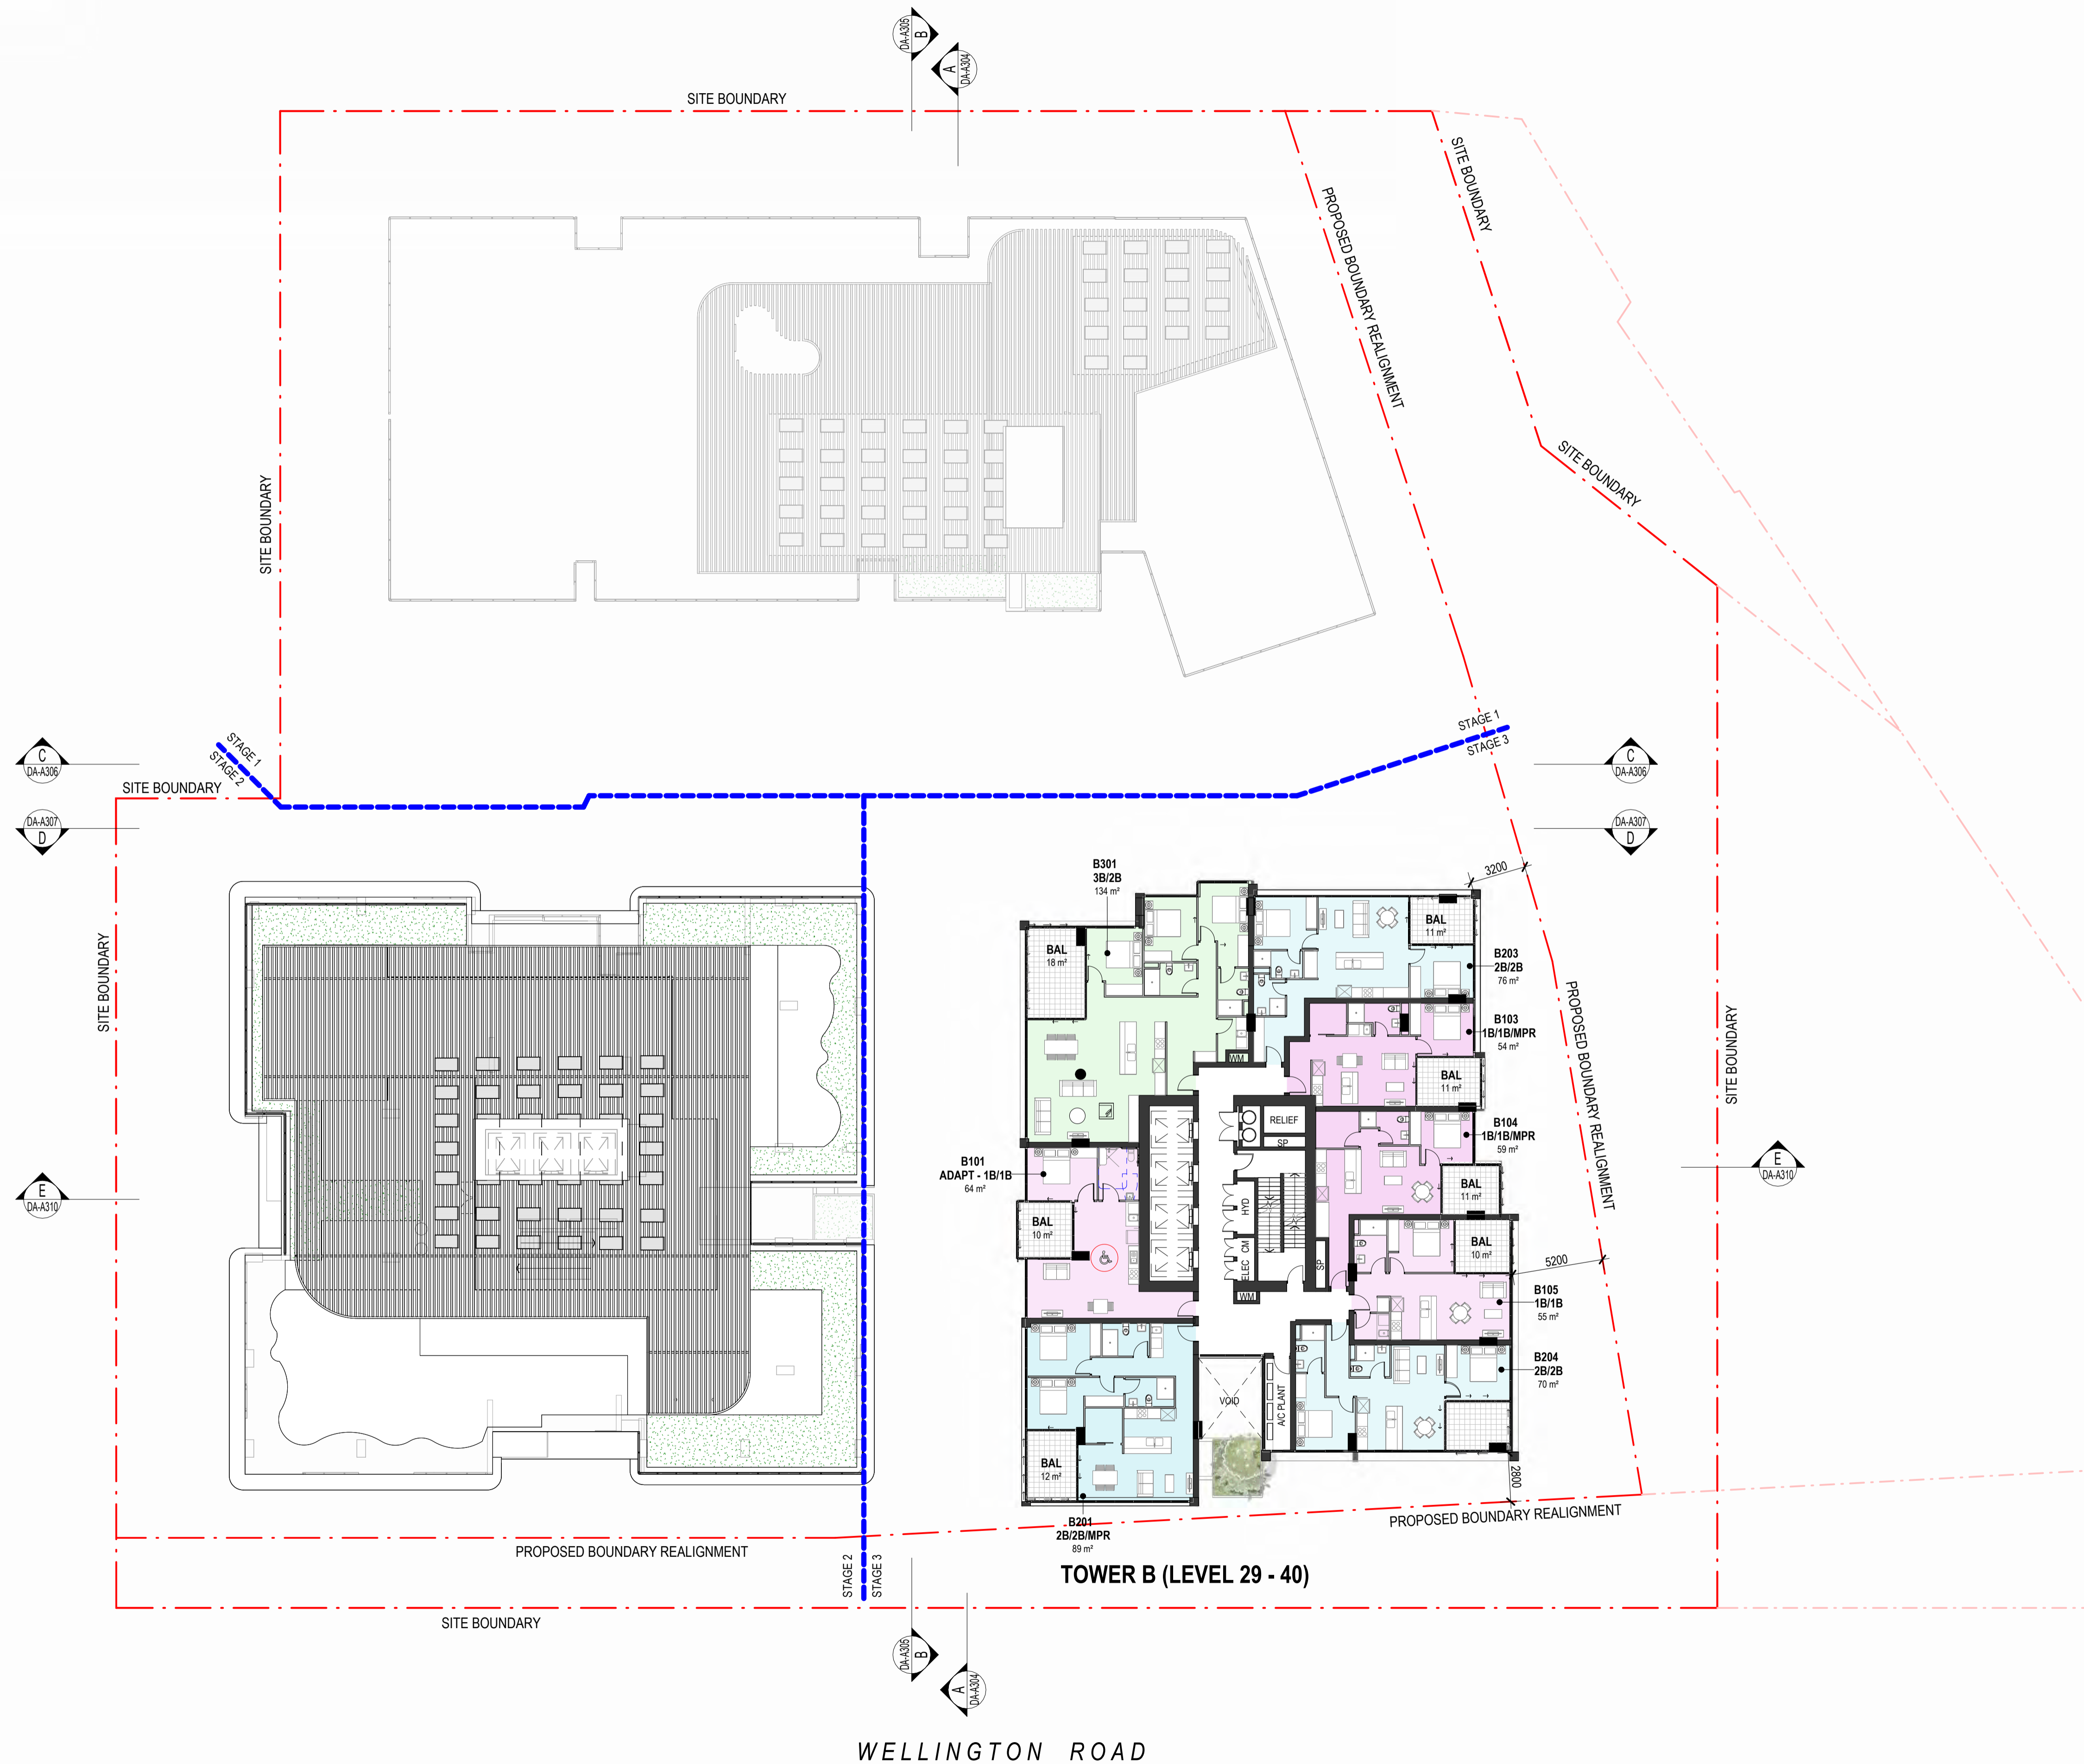 DA-A305
B
A
DA-A304
SITE BOUNDARY
SITE BOUNDARY
PROPOSED BOUNDARY REALIGNMENT
SITE BOUNDARY
SITE BOUNDARY
STAGE 1
STAGE 2
STAGE 1
STAGE 3
C
DA-A306
C
DA-A306
SITE BOUNDARY
DA-A307
D
DA-A307
D
3200
B301
3B/2B
134 m²
BAL
18 m²
BAL
11 m²
B203
2B/2B
76 m²
SITE BOUNDARY
PROPOSED BOUNDARY REALIGNMENT
SITE BOUNDARY
B103
1B/1B/MPR
54 m²
WM
BAL
11 m²
RELIEF
SP
B104
1B/1B/MPR
59 m²
B101
ADAPT - 1B/1B
64 m²
BAL
11 m²
E
DA-A310
E
DA-A310
BAL
10 m²
HYD
BAL
10 m²
ELEC CM
SP
5200
WM
B105
1B/1B
55 m²
B204
2B/2B
70 m²
VOID
A/C PLANT
BAL
12 m²
2800
PROPOSED BOUNDARY REALIGNMENT
B201
2B/2B/MPR
89 m²
PROPOSED BOUNDARY REALIGNMENT
STAGE 2
STAGE 3
TOWER B (LEVEL 29 - 40)
SITE BOUNDARY
DA-A305
B
A
DA-A304
WELLINGTON ROAD